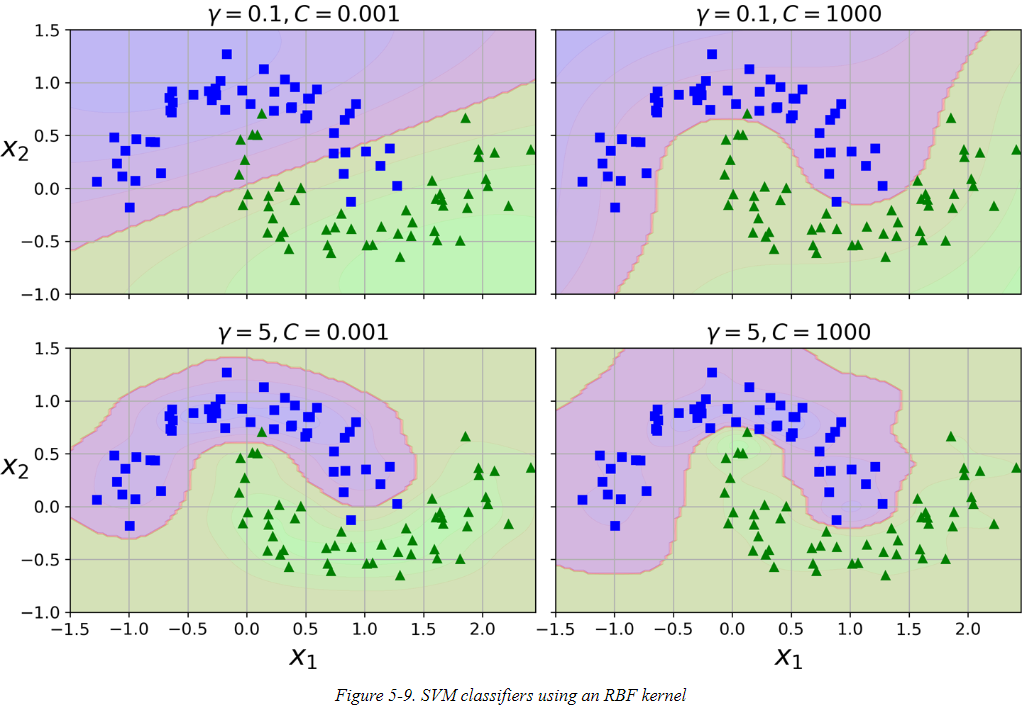 γ = 0.1, C = 0.001
γ = 0.1, C = 1000
1.5
1.0
0.5
x₂
0.0
−0.5
−1.0
γ = 5, C = 0.001
γ = 5, C = 1000
1.5
1.0
0.5
x₂
0.0
−0.5
−1.0
−1.5 −1.0 −0.5 0.0 0.5 1.0 1.5 2.0
−1.5 −1.0 −0.5 0.0 0.5 1.0 1.5 2.0
x₁
x₁
Figure 5-9. SVM classifiers using an RBF kernel